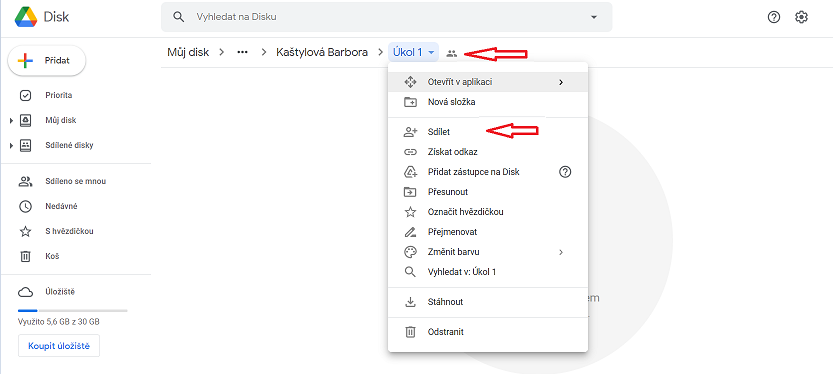 Disk
Vyhledat na Disku
Můj disk > ••• > Kaštylová Barbora > Úkol 1
Přidat
Priorita
Můj disk
Sdílené disky
Sdíleno se mnou
Nedávné
S hvězdičkou
Koš
Úložiště
Využito 5,6 GB z 30 GB
Koupit úložiště
Otevřít v aplikaci
Nová složka
Sdílet
Získat odkaz
Přidat zástupce na Disk
Přesunout
Označit hvězdičkou
Přejmenovat
Změnit barvu
Vyhledat v: Úkol 1
Stáhnout
Odstranit